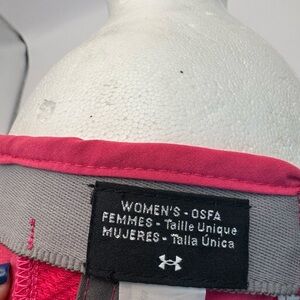 WOMEN'S - OSFA
FEMMES - Taille Unique
MUJERES - Talla Única